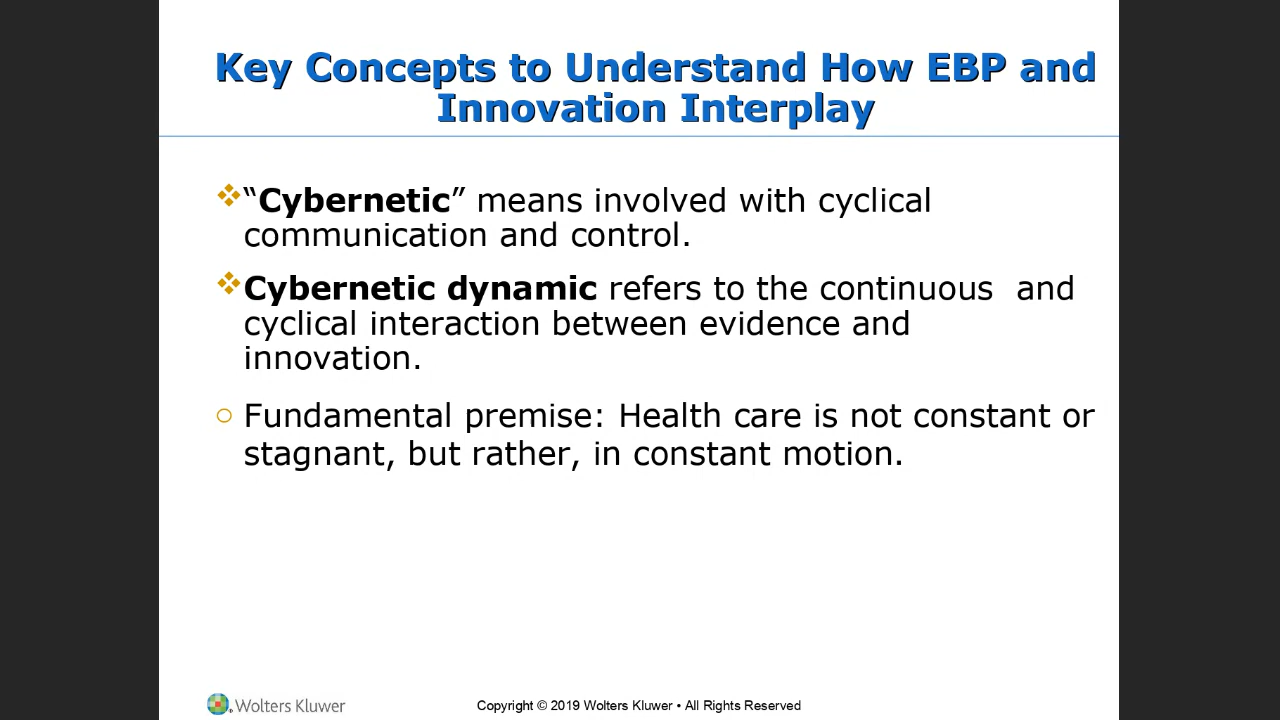 Key Concepts to Understand How EBP and
Innovation Interplay
❖“Cybernetic” means involved with cyclical
communication and control.
❖Cybernetic dynamic refers to the continuous  and
cyclical interaction between evidence and
innovation.
○ Fundamental premise: Health care is not constant or
stagnant, but rather, in constant motion.
Wolters Kluwer
Copyright © 2019 Wolters Kluwer • All Rights Reserved